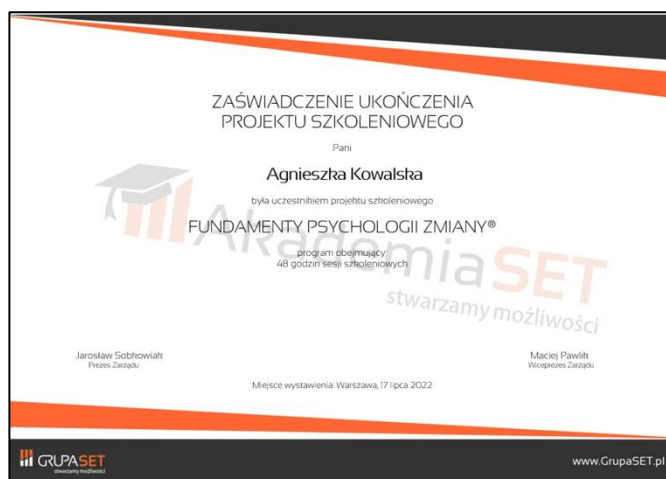 ZAŚWIADCZENIE UKOŃCZENIA
PROJEKTU SZKOLENIOWEGO
Pani
Agnieszka Kowalska
była uczestnikiem projektu szkoleniowego
FUNDAMENTY PSYCHOLOGII ZMIANY®
program obejmujący:
48 godzin sesji szkoleniowych
AkademiaSET
stwarzamy możliwości
Jarosław Sobkowiak
Prezes Zarządu
Maciej Pawlik
Wiceprezes Zarządu
Miejsce wystawienia: Warszawa, 17 lipca 2022
GRUPASET
stwarzamy możliwości
www.GrupaSET.pl